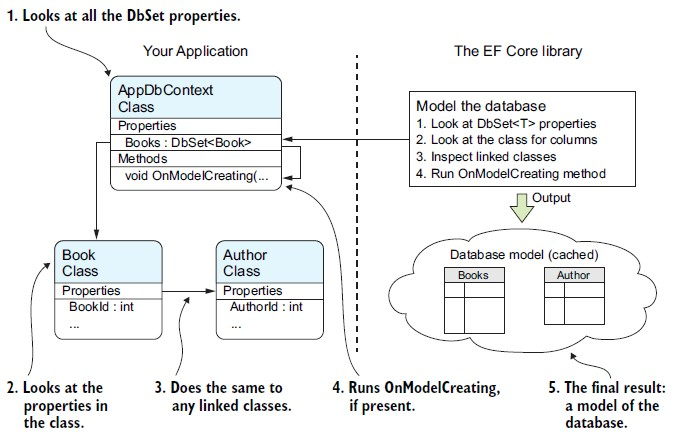 1. Looks at all the DbSet properties.
Your Application
The EF Core library
AppDbContext
Class
Properties
Books : DbSet<Book>
Methods
void OnModelCreating(...
Model the database
1. Look at DbSet<T> properties
2. Look at the class for columns
3. Inspect linked classes
4. Run OnModelCreating method
Output
Book
Class
Properties
BookId : int
...
Author
Class
Properties
AuthorId : int
...
Database model (cached)
Books
Author
2. Looks at the
properties in
the class.
3. Does the same to
any linked classes.
4. Runs OnModelCreating,
if present.
5. The final result:
a model of the
database.